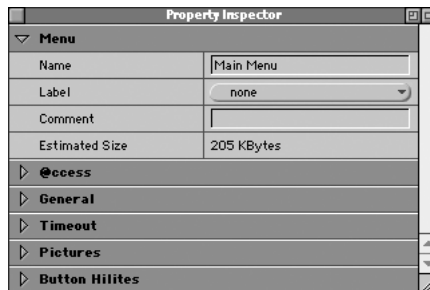 Property Inspector
Menu
Name Main Menu
Label none
Comment
Estimated Size 205 KBytes
@ccess
General
Timeout
Pictures
Button Hilites